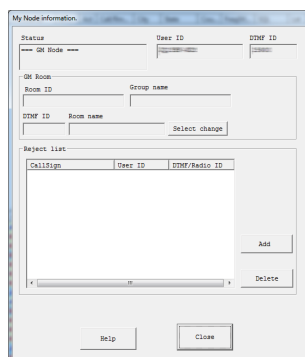 My Node information.
Status User ID DTMF ID
=== GM Node ===
GM Room
Room ID Group name
DTMF ID Room name
Select change
Reject list
CallSign User ID DTMF/Radio ID
Add
Delete
Help Close